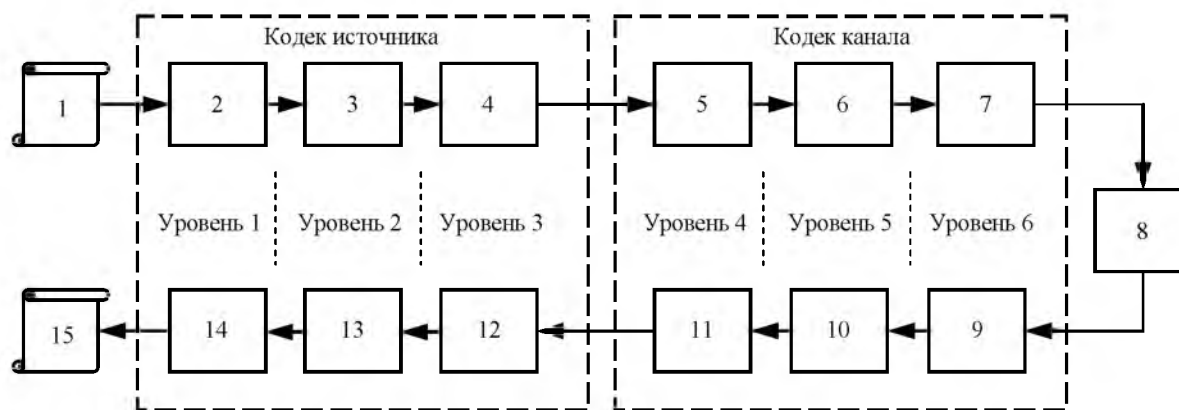 Кодек источника
Кодек канала
1
2
3
4
5
6
7
Уровень 1
Уровень 2
Уровень 3
Уровень 4
Уровень 5
Уровень 6
8
15
14
13
12
11
10
9